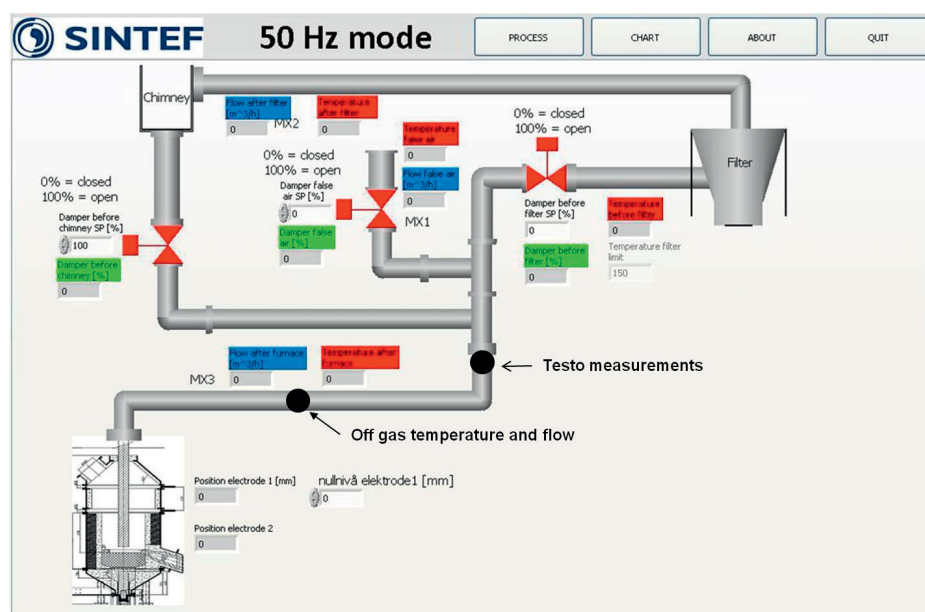 SINTEF
50 Hz mode
PROCESS
CHART
ABOUT
QUIT
Chimney
Flow after filter
[m^3/h]
0
MX2
Temperature
after filter
0
Temperature
false air
0
Flow false air
[m^3/h]
0
MX1
0% = closed
100% = open
Damper false
air SP [%]
0
Damper false
air [%]
0
0% = closed
100% = open
Damper before
filter SP [%]
0
Damper before
filter [%]
0
Temperature
before filter
0
Temperature filter
limit
150
Filter
0% = closed
100% = open
Damper before
chimney SP [%]
100
Damper before
chimney [%]
0
Flow after furnace
[m^3/h]
0
MX3
Temperature after
furnace
0
Testo measurements
Off gas temperature and flow
Position electrode 1 [mm]
0
nullnivå elektrode1 [mm]
0
Position electrode 2
0